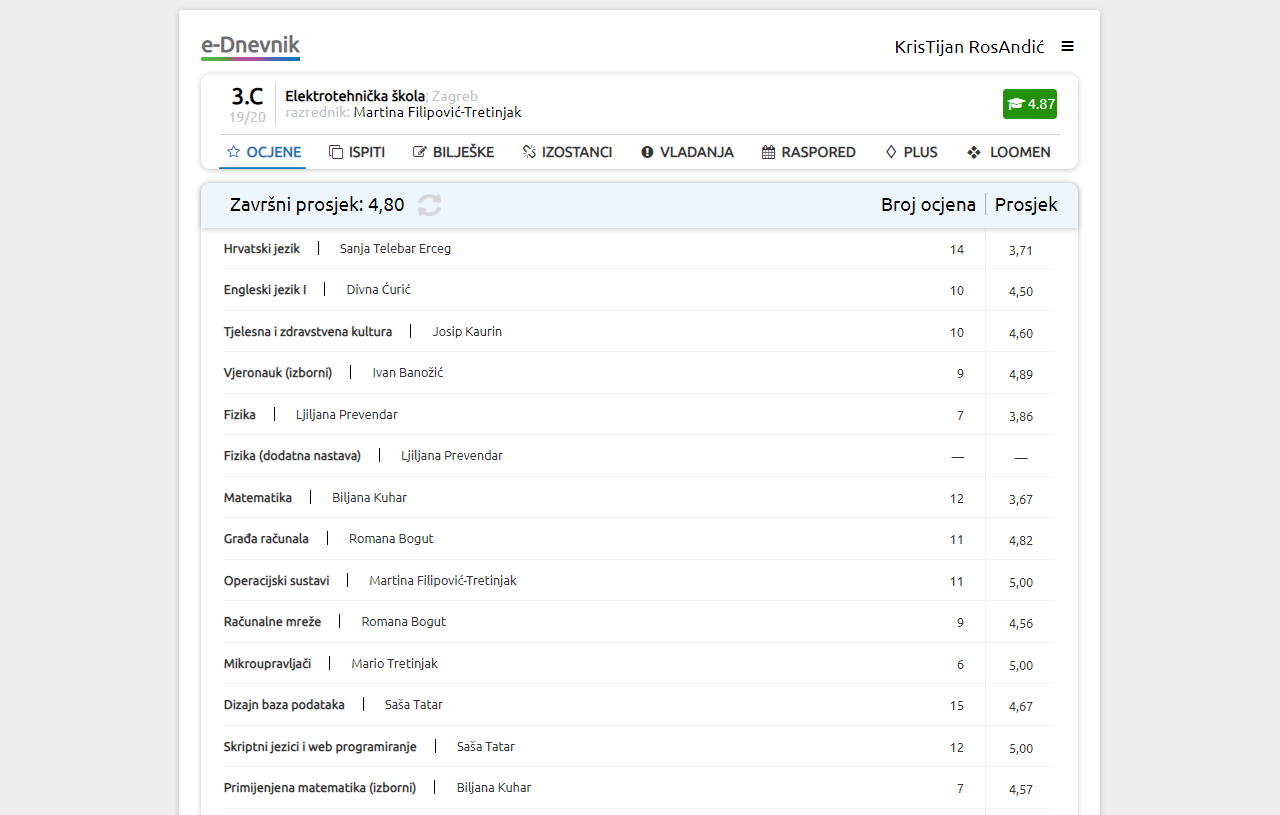 e-Dnevnik
KrisTijan RosAndić
3.C Elektrotehnička škola; Zagreb
19/20 razrednik: Martina Filipović-Tretinjak
4.87
OCJENE ISPITI BILJEŠKE IZOSTANCI VLADANJA RASPORED PLUS LOOMEN
Završni prosjek: 4,80 Broj ocjena Prosjek
Hrvatski jezik Sanja Telebar Erceg 14 3,71
Engleski jezik I Divna Ćurić 10 4,50
Tjelesna i zdravstvena kultura Josip Kaurin 10 4,60
Vjeronauk (izborni) Ivan Banožić 9 4,89
Fizika Ljiljana Prevendar 7 3,86
Fizika (dodatna nastava) Ljiljana Prevendar — —
Matematika Biljana Kuhar 12 3,67
Građa računala Romana Bogut 11 4,82
Operacijski sustavi Martina Filipović-Tretinjak 11 5,00
Računalne mreže Romana Bogut 9 4,56
Mikroupravljači Mario Tretinjak 6 5,00
Dizajn baza podataka Saša Tatar 15 4,67
Skriptni jezici i web programiranje Saša Tatar 12 5,00
Primijenjena matematika (izborni) Biljana Kuhar 7 4,57